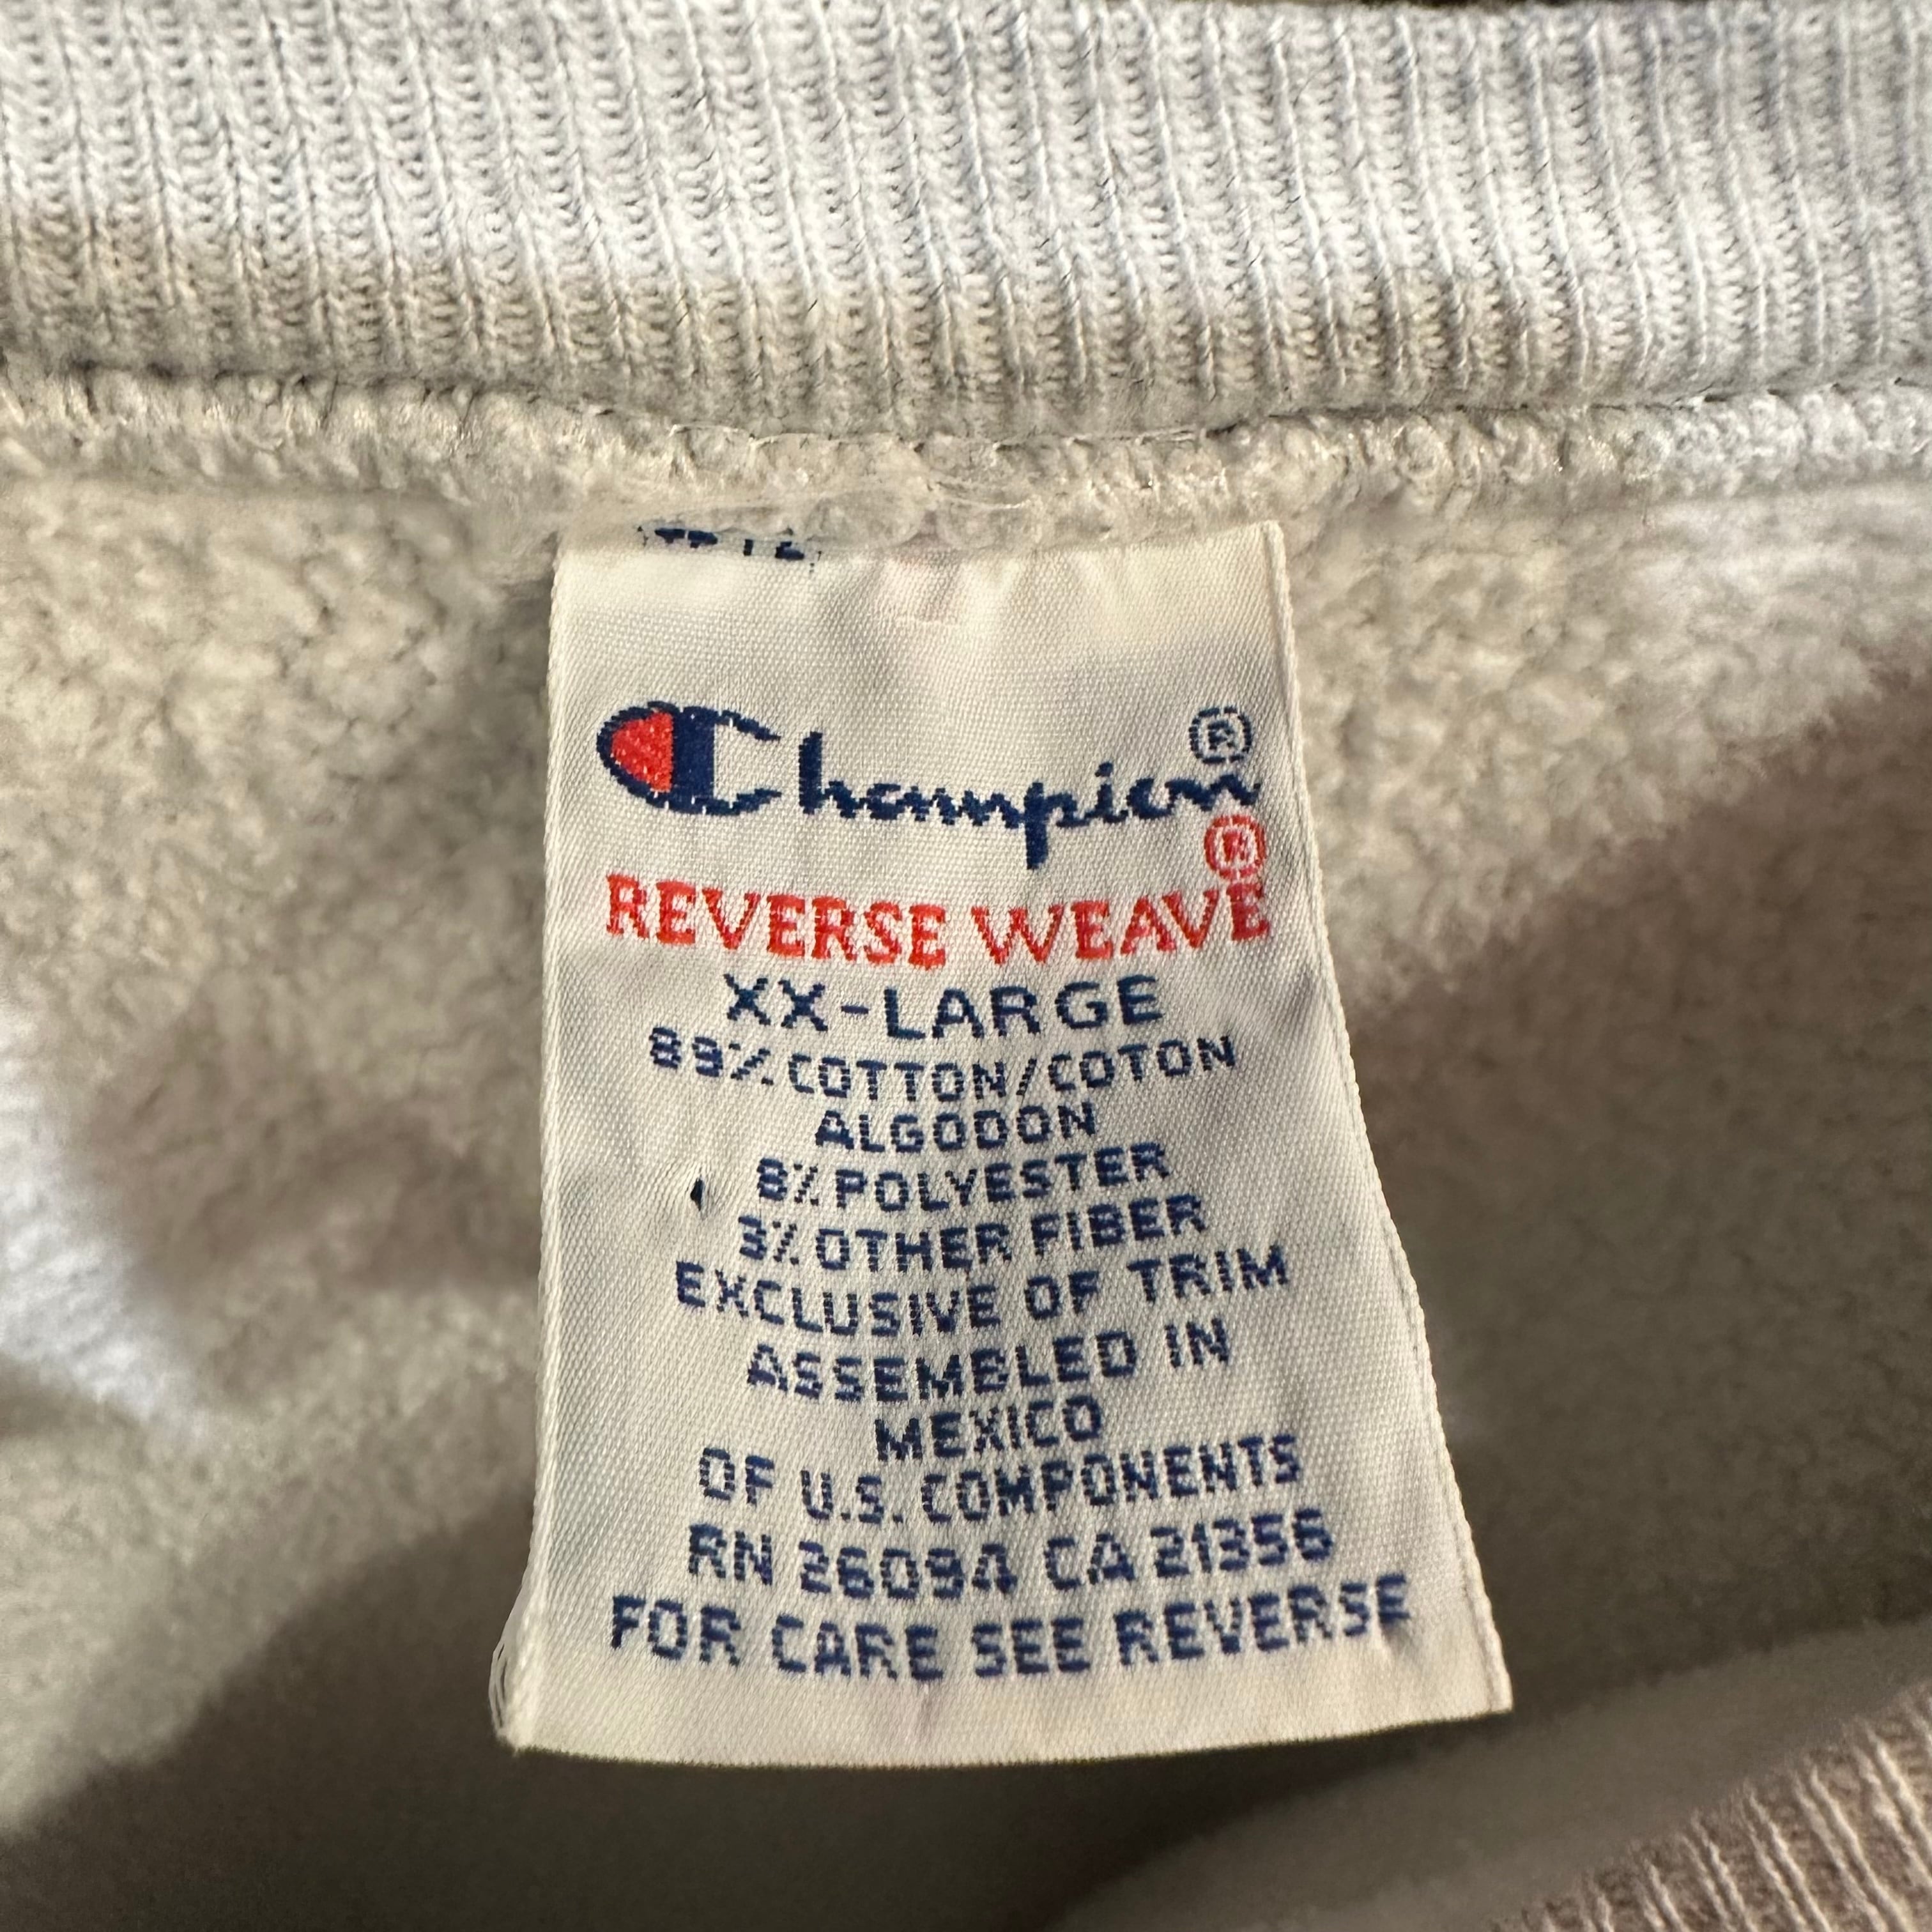 Champion®
REVERSE WEAVE®
XX-LARGE
89% COTTON/COTON
ALGODON
8% POLYESTER
3% OTHER FIBER
EXCLUSIVE OF TRIM
ASSEMBLED IN
MEXICO
OF U.S. COMPONENTS
RN 26094 CA 21356
FOR CARE SEE REVERSE